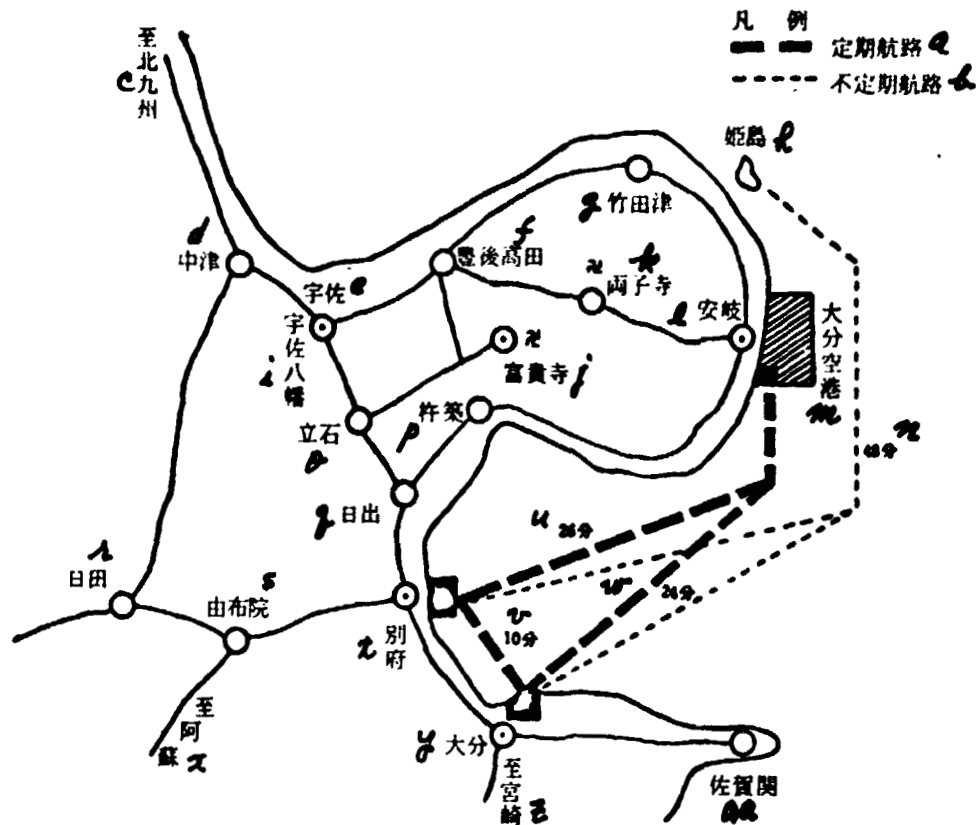 凡例
定期航路 a
不定期航路 b
至北九州
c
姫島 h
竹田津
g
d
中津
f
豊後高田
宇佐 e
k
卍 両子寺
l 安岐
宇佐八幡
i
卍
富貴寺 j
大分空港
m
n
48分
立石
o
杵築
p
q 日出
u 26分
r
日田
s
由布院
v
10分
w 24分
t 別府
至阿蘇 x
y 大分
至宮崎 z
佐賀関
aa